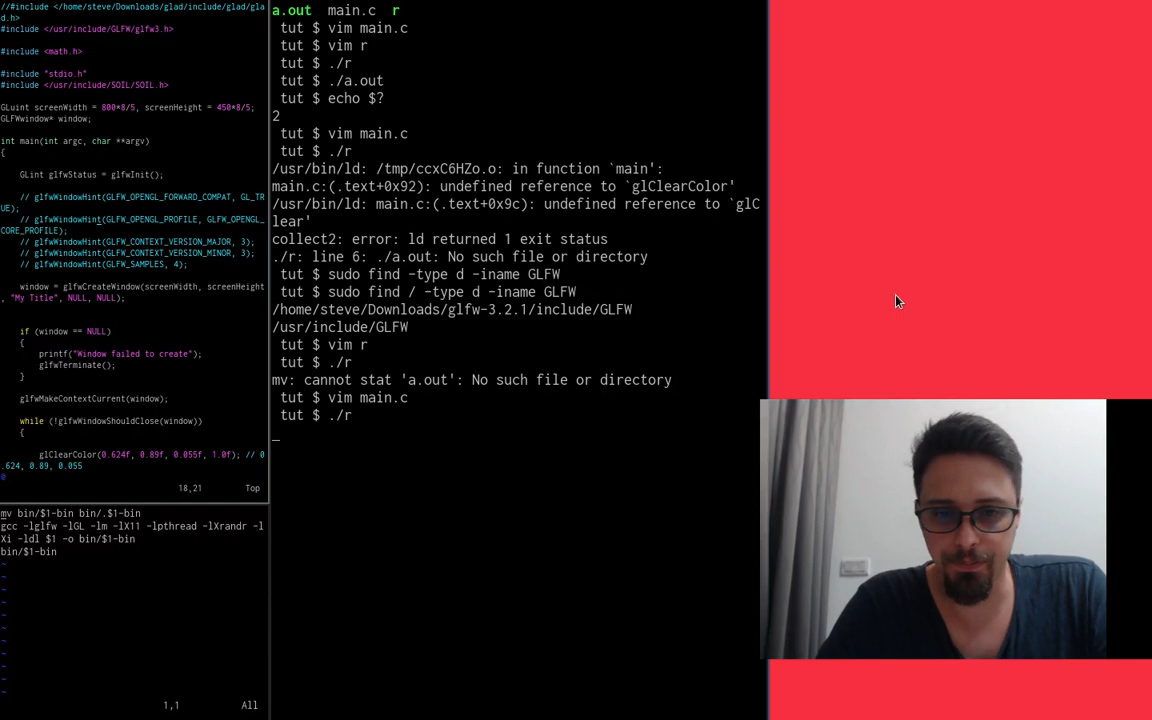 //#include </home/steve/Downloads/glad/include/glad/gla
d.h>
#include </usr/include/GLFW/glfw3.h>
#include <math.h>
#include "stdio.h"
#include </usr/include/SOIL/SOIL.h>
GLuint screenWidth = 800*8/5, screenHeight = 450*8/5;
GLFWwindow* window;
int main(int argc, char **argv)
{
GLint glfwStatus = glfwInit();
// glfwWindowHint(GLFW_OPENGL_FORWARD_COMPAT, GL_TR
UE);
// glfwWindowHint(GLFW_OPENGL_PROFILE, GLFW_OPENGL_
CORE_PROFILE);
// glfwWindowHint(GLFW_CONTEXT_VERSION_MAJOR, 3);
// glfwWindowHint(GLFW_CONTEXT_VERSION_MINOR, 3);
// glfwWindowHint(GLFW_SAMPLES, 4);
window = glfwCreateWindow(screenWidth, screenHeight
, "My Title", NULL, NULL);
if (window == NULL)
{
printf("Window failed to create");
glfwTerminate();
}
glfwMakeContextCurrent(window);
while (!glfwWindowShouldClose(window))
{
glClearColor(0.624f, 0.89f, 0.055f, 1.0f); // 0
.624, 0.89, 0.055
@
18,21 Top
mv bin/$1-bin bin/.$1-bin
gcc -lglfw -lGL -lm -lX11 -lpthread -lXrandr -l
Xi -ldl $1 -o bin/$1-bin
bin/$1-bin
~
~
~
~
~
~
~
~
~
~
~
1,1 All
a.out main.c r
tut $ vim main.c
tut $ vim r
tut $ ./r
tut $ ./a.out
tut $ echo $?
2
tut $ vim main.c
tut $ ./r
/usr/bin/ld: /tmp/ccxC6HZo.o: in function `main':
main.c:(.text+0x92): undefined reference to `glClearColor'
/usr/bin/ld: main.c:(.text+0x9c): undefined reference to `glC
lear'
collect2: error: ld returned 1 exit status
./r: line 6: ./a.out: No such file or directory
tut $ sudo find -type d -iname GLFW
tut $ sudo find / -type d -iname GLFW
/home/steve/Downloads/glfw-3.2.1/include/GLFW
/usr/include/GLFW
tut $ vim r
tut $ ./r
mv: cannot stat 'a.out': No such file or directory
tut $ vim main.c
tut $ ./r